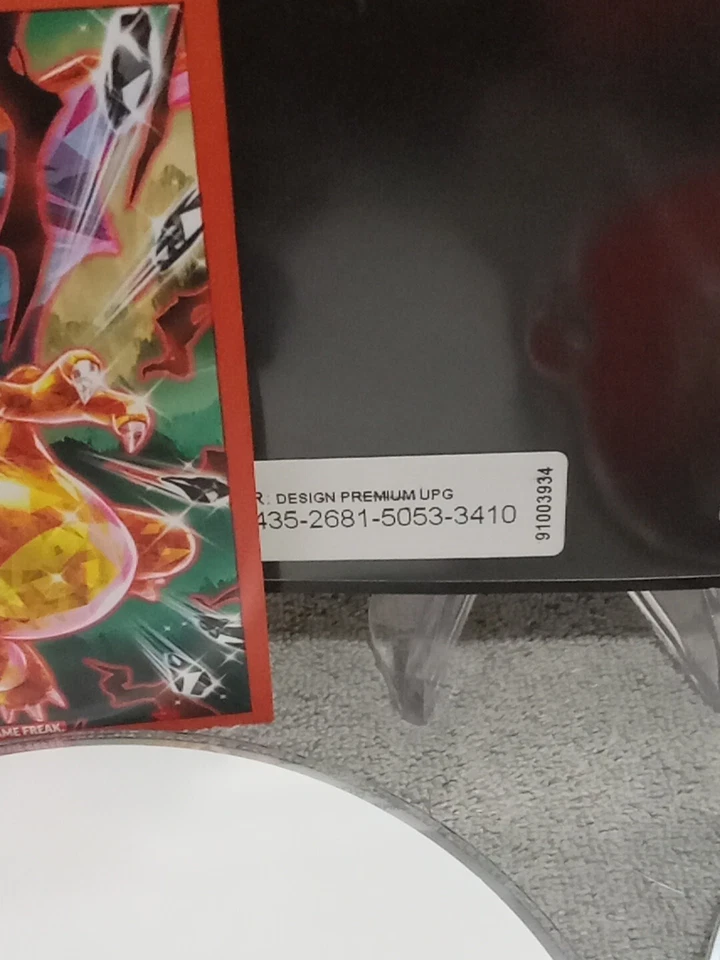 R: DESIGN PREMIUM UPG
435-2681-5053-3410
91003934
AME FREAK.